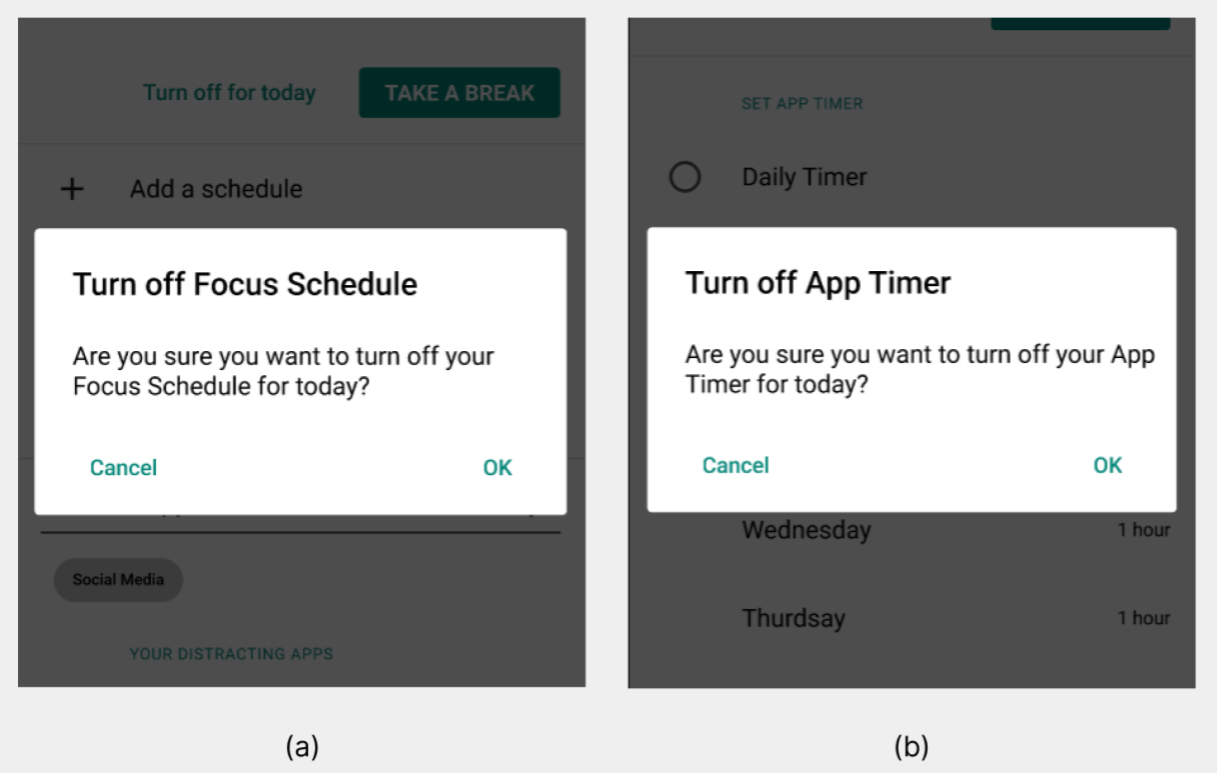 Turn off for today
TAKE A BREAK
+ Add a schedule
Turn off Focus Schedule
Are you sure you want to turn off your
Focus Schedule for today?
Cancel
OK
Social Media
YOUR DISTRACTING APPS
(a)
SET APP TIMER
Daily Timer
Turn off App Timer
Are you sure you want to turn off your App
Timer for today?
Cancel
OK
Wednesday
1 hour
Thurdsay
1 hour
(b)